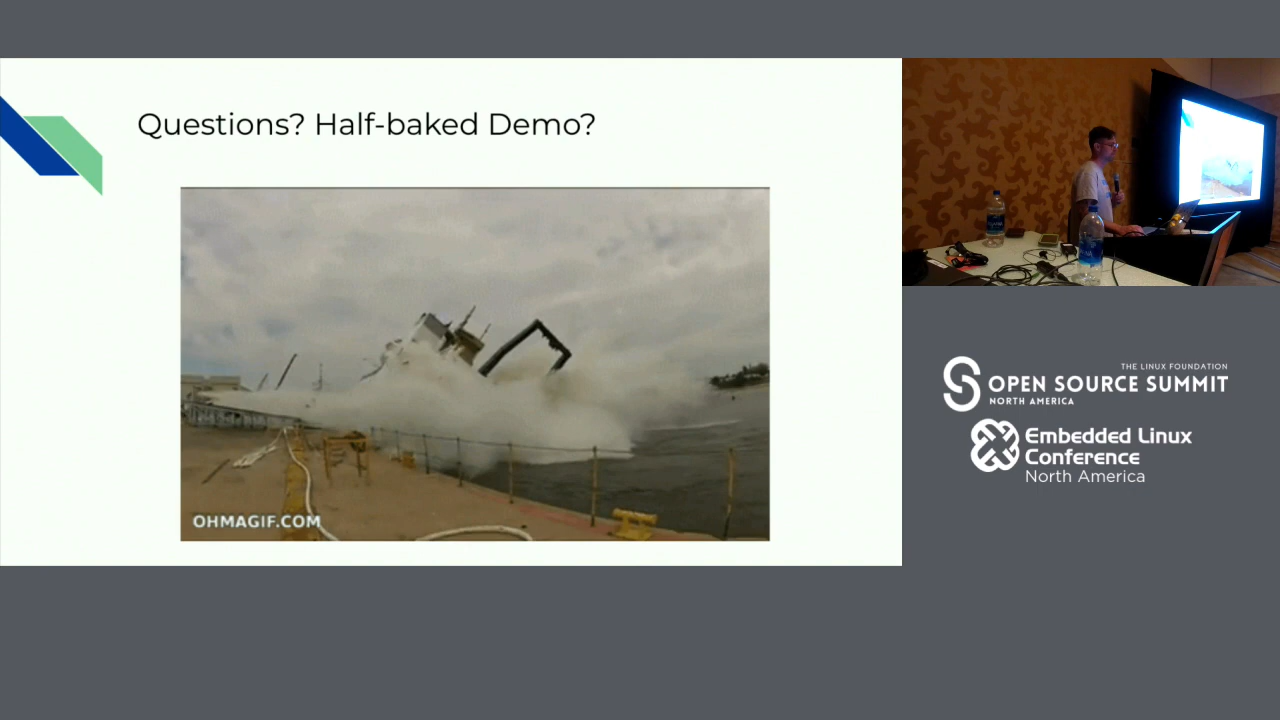 Questions? Half-baked Demo?
OHMAGIF.COM
THE LINUX FOUNDATION
OPEN SOURCE SUMMIT
NORTH AMERICA
Embedded Linux
Conference
North America